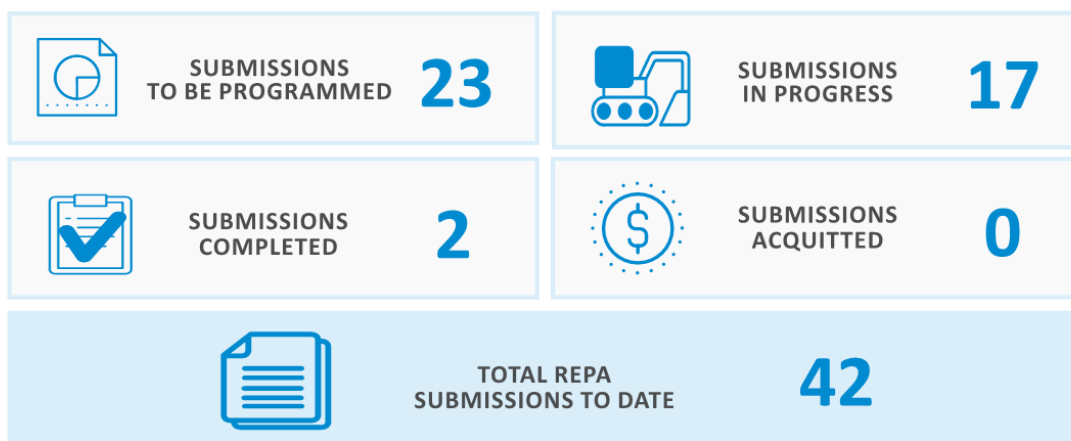 SUBMISSIONS
TO BE PROGRAMMED
23
SUBMISSIONS
IN PROGRESS
17
SUBMISSIONS
COMPLETED
2
$
SUBMISSIONS
ACQUITTED
0
TOTAL REPA
SUBMISSIONS TO DATE
42